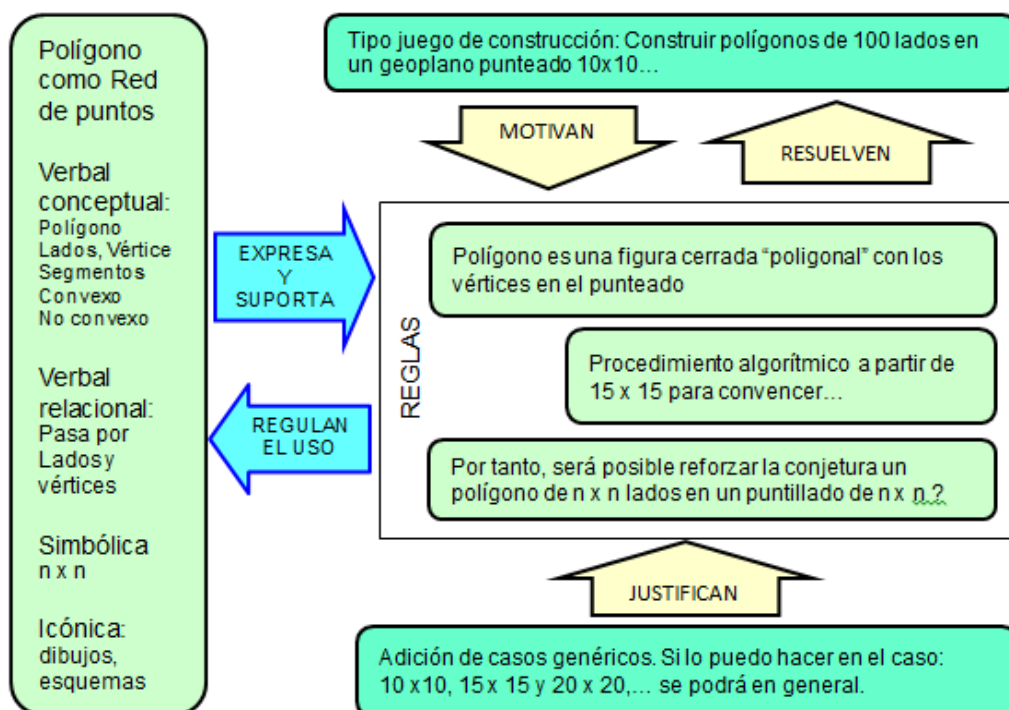 Polígono
como Red
de puntos
Verbal
conceptual:
Polígono
Lados, Vértice
Segmentos
Convexo
No convexo
Verbal
relacional:
Pasa por
Lados y
vértices
Simbólica
n x n
Icónica:
dibujos,
esquemas
Tipo juego de construcción: Construir polígonos de 100 lados en
un geoplano punteado 10x10…
MOTIVAN
RESUELVEN
EXPRESA
Y
SUPORTA
REGULAN
EL USO
REGLAS
Polígono es una figura cerrada “poligonal” con los
vértices en el punteado
Procedimiento algorítmico a partir de
15 x 15 para convencer…
Por tanto, será posible reforzar la conjetura un
polígono de n x n lados en un puntillado de n x n ?
JUSTIFICAN
Adición de casos genéricos. Si lo puedo hacer en el caso:
10 x10, 15 x 15 y 20 x 20,… se podrá en general.